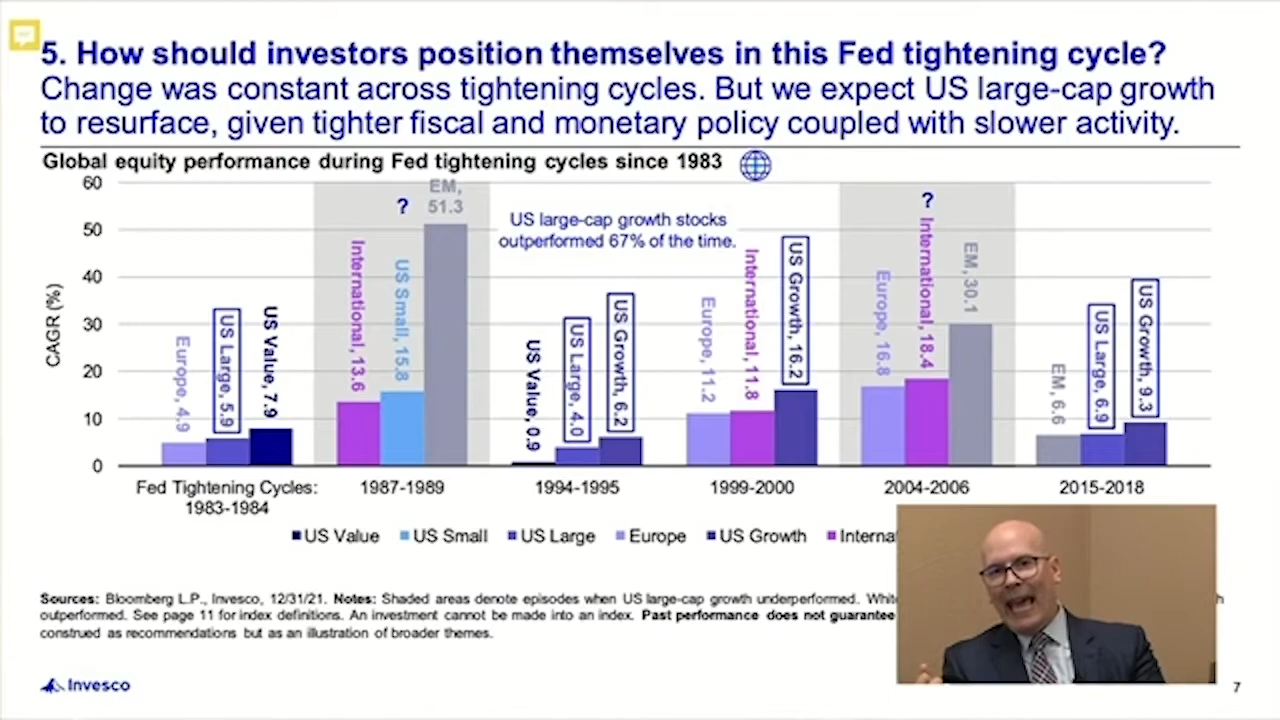 5. How should investors position themselves in this Fed tightening cycle?
Change was constant across tightening cycles. But we expect US large-cap growth
to resurface, given tighter fiscal and monetary policy coupled with slower activity.
Global equity performance during Fed tightening cycles since 1983
CAGR (%)
60
50
40
30
20
10
0
Europe, 4.9
US Large, 5.9
US Value, 7.9
International, 13.6
?
US Small, 15.8
EM,
51.3
US large-cap growth stocks
outperformed 67% of the time.
US Value, 0.9
US Large, 4.0
US Growth, 6.2
Europe, 11.2
International, 11.8
US Growth, 16.2
Europe, 16.8
?
International, 18.4
EM, 30.1
EM, 6.6
US Large, 6.9
US Growth, 9.3
Fed Tightening Cycles:
1983-1984
1987-1989
1994-1995
1999-2000
2004-2006
2015-2018
US Value US Small US Large Europe US Growth Interna
Sources: Bloomberg L.P., Invesco, 12/31/21. Notes: Shaded areas denote episodes when US large-cap growth underperformed. White
outperformed. See page 11 for index definitions. An investment cannot be made into an index. Past performance does not guarantee
construed as recommendations but as an illustration of broader themes.
Invesco
7